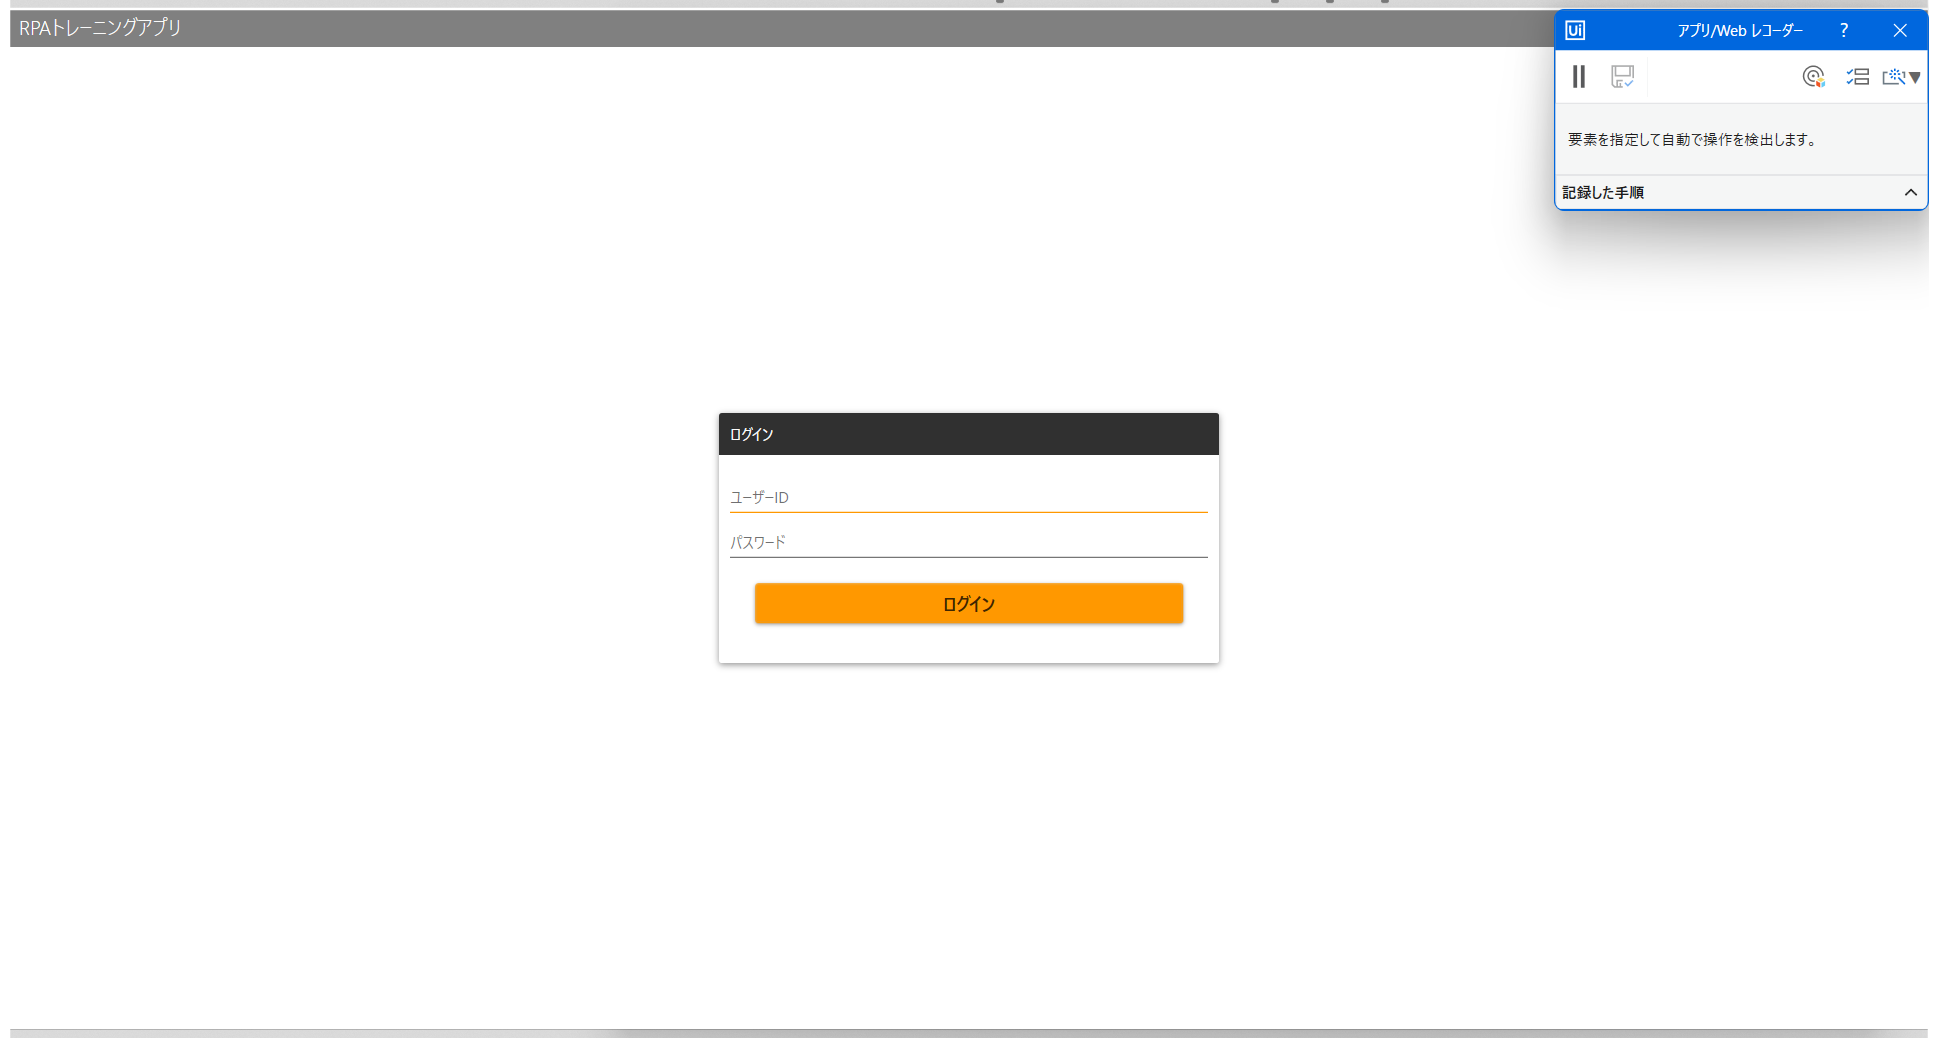 RPAトレーニングアプリ
Ui アプリ/Web レコーダー ?
要素を指定して自動で操作を検出します。
記録した手順
ログイン
ユーザーID
パスワード
ログイン